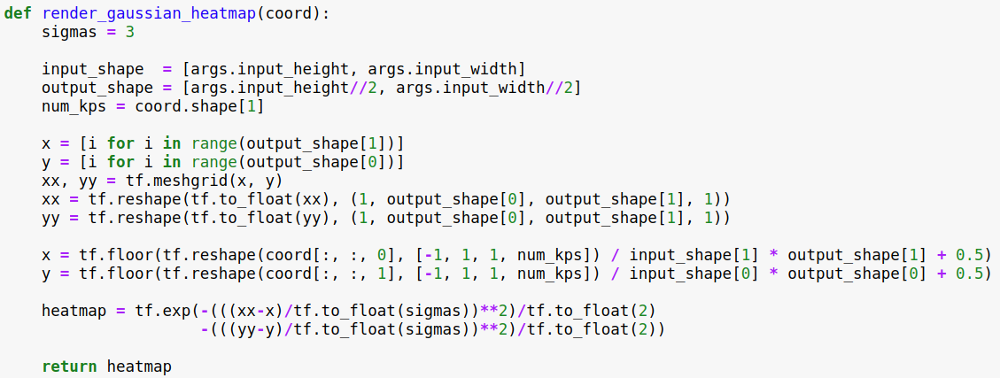 def render_gaussian_heatmap(coord):
    sigmas = 3

    input_shape  = [args.input_height, args.input_width]
    output_shape = [args.input_height//2, args.input_width//2]
    num_kps = coord.shape[1]

    x = [i for i in range(output_shape[1])]
    y = [i for i in range(output_shape[0])]
    xx, yy = tf.meshgrid(x, y)
    xx = tf.reshape(tf.to_float(xx), (1, output_shape[0], output_shape[1], 1))
    yy = tf.reshape(tf.to_float(yy), (1, output_shape[0], output_shape[1], 1))

    x = tf.floor(tf.reshape(coord[:, :, 0], [-1, 1, 1, num_kps]) / input_shape[1] * output_shape[1] + 0.5)
    y = tf.floor(tf.reshape(coord[:, :, 1], [-1, 1, 1, num_kps]) / input_shape[0] * output_shape[0] + 0.5)

    heatmap = tf.exp(-(((xx-x)/tf.to_float(sigmas))**2)/tf.to_float(2)
                     -(((yy-y)/tf.to_float(sigmas))**2)/tf.to_float(2))

    return heatmap